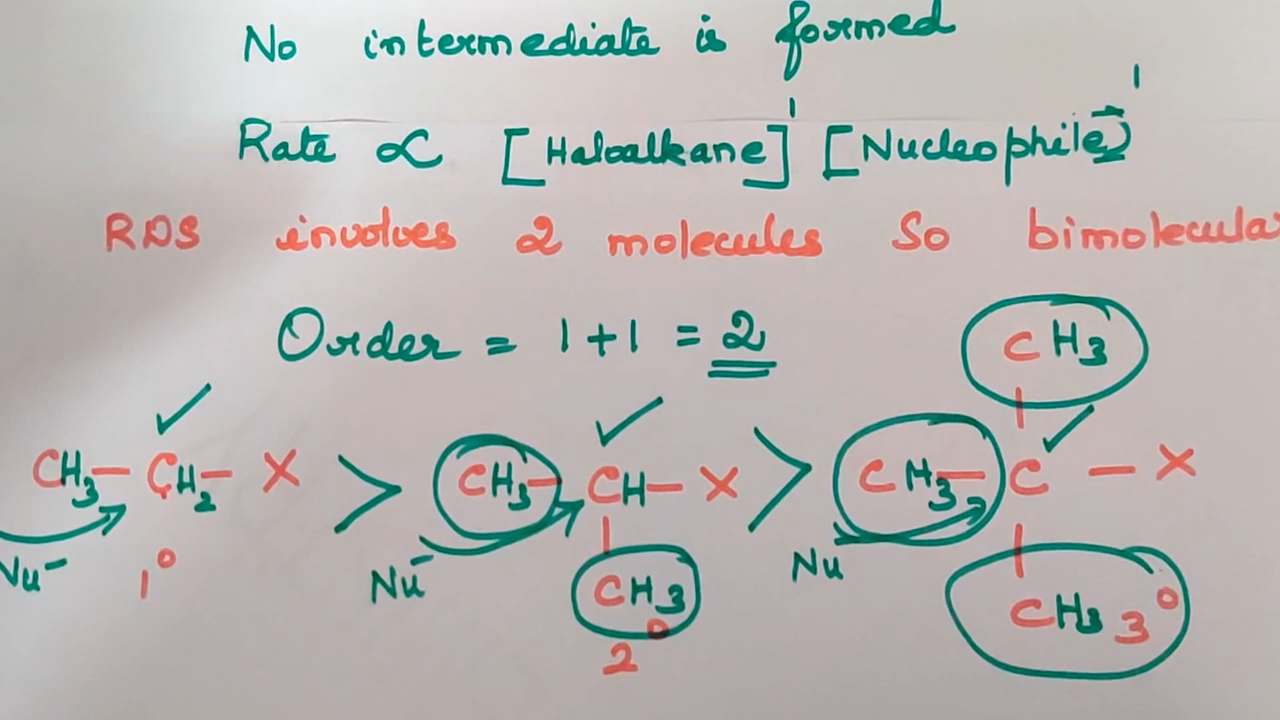 No intermediate is formed
Rate ∝ [Haloalkane]¹ [Nucleophile]¹
RDS involves 2 molecules So bimolecula
Order = 1 + 1 = 2
CH₃
|
CH₃ — CH₂ — X > CH₃ — CH — X > CH₃ — C — X
| |
Nu⁻ 1° Nu⁻ CH₃ Nu CH₃ 3°
2°